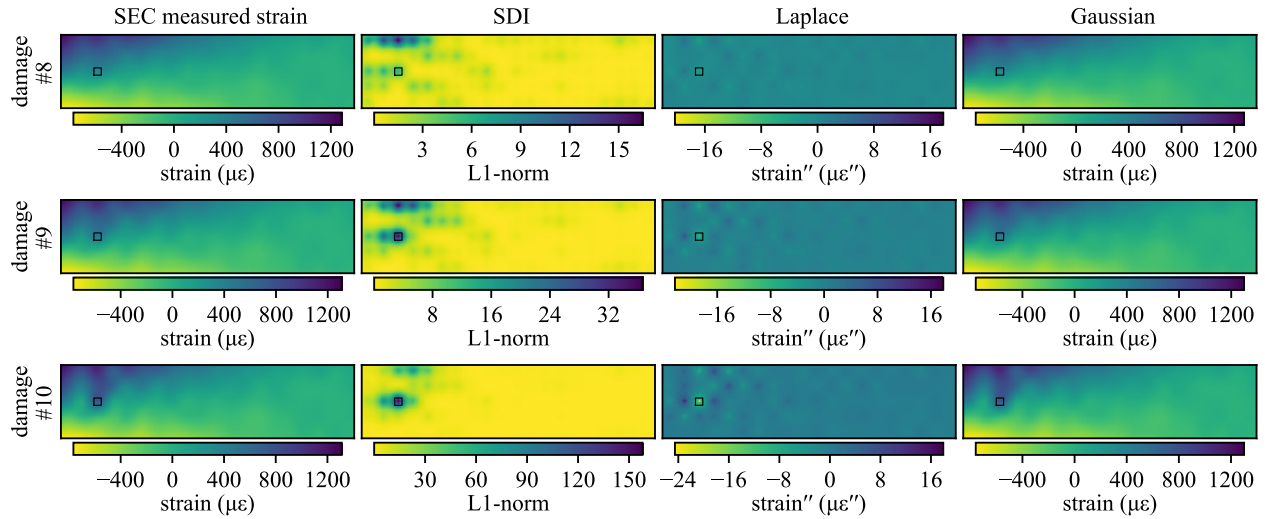 SEC measured strain SDI Laplace Gaussian
damage #8
−400 0 400 800 1200 3 6 9 12 15 −16 −8 0 8 16 −400 0 400 800 1200
strain (με) L1-norm strain′′ (με′′) strain (με)
damage #9
−400 0 400 800 1200 8 16 24 32 −16 −8 0 8 16 −400 0 400 800 1200
strain (με) L1-norm strain′′ (με′′) strain (με)
damage #10
−400 0 400 800 1200 30 60 90 120 150 −24 −16 −8 0 8 16 −400 0 400 800 1200
strain (με) L1-norm strain′′ (με′′) strain (με)